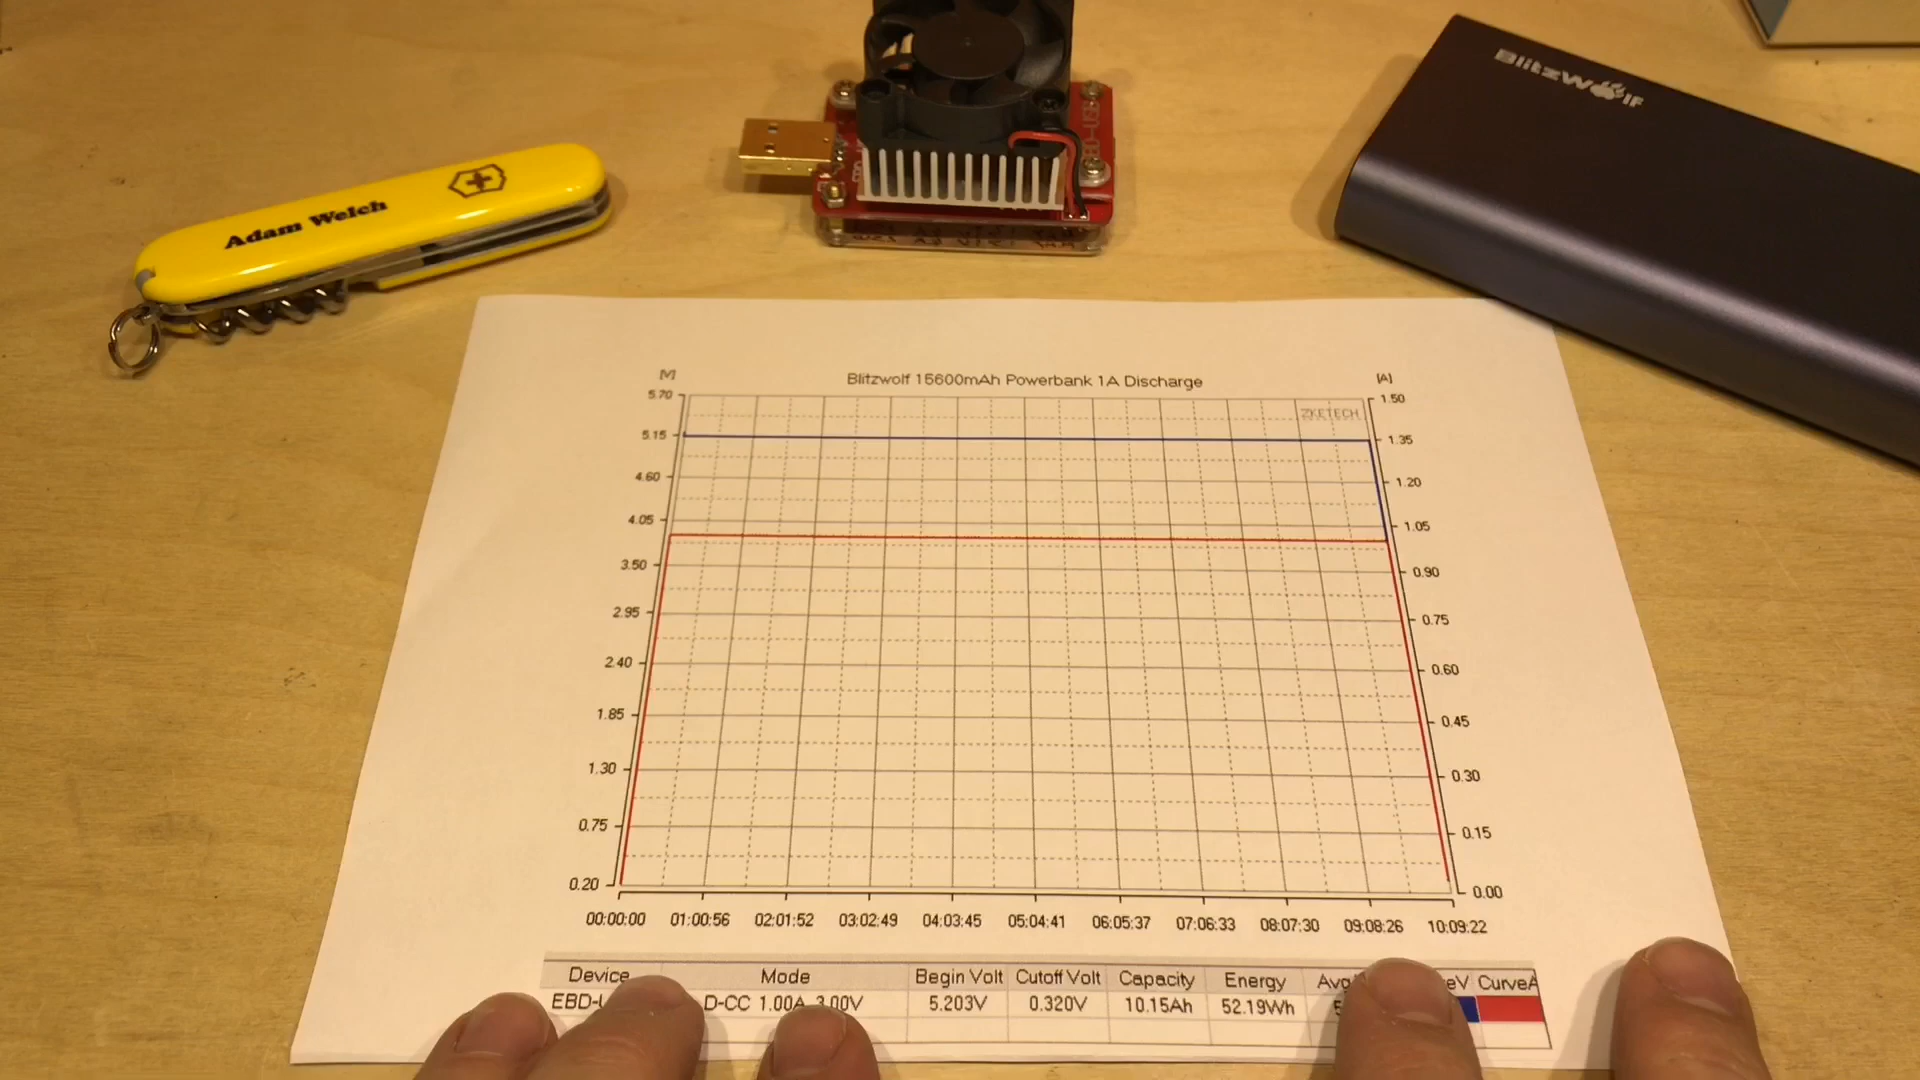 BlitzWolf
Adam Welch
EBD-USB
[V]
Blitzwolf 15600mAh Powerbank 1A Discharge
[A]
5.70
5.15
4.60
4.05
3.50
2.95
2.40
1.85
1.30
0.75
0.20
ZKETECH
1.50
1.35
1.20
1.05
0.90
0.75
0.60
0.45
0.30
0.15
0.00
00:00:00 01:00:56 02:01:52 03:02:49 04:03:45 05:04:41 06:05:37 07:06:33 08:07:30 09:08:26 10:09:22
Device Mode Begin Volt Cutoff Volt Capacity Energy CurveA
D-CC 1.00A 3.00V 5.203V 0.320V 10.15Ah 52.19Wh